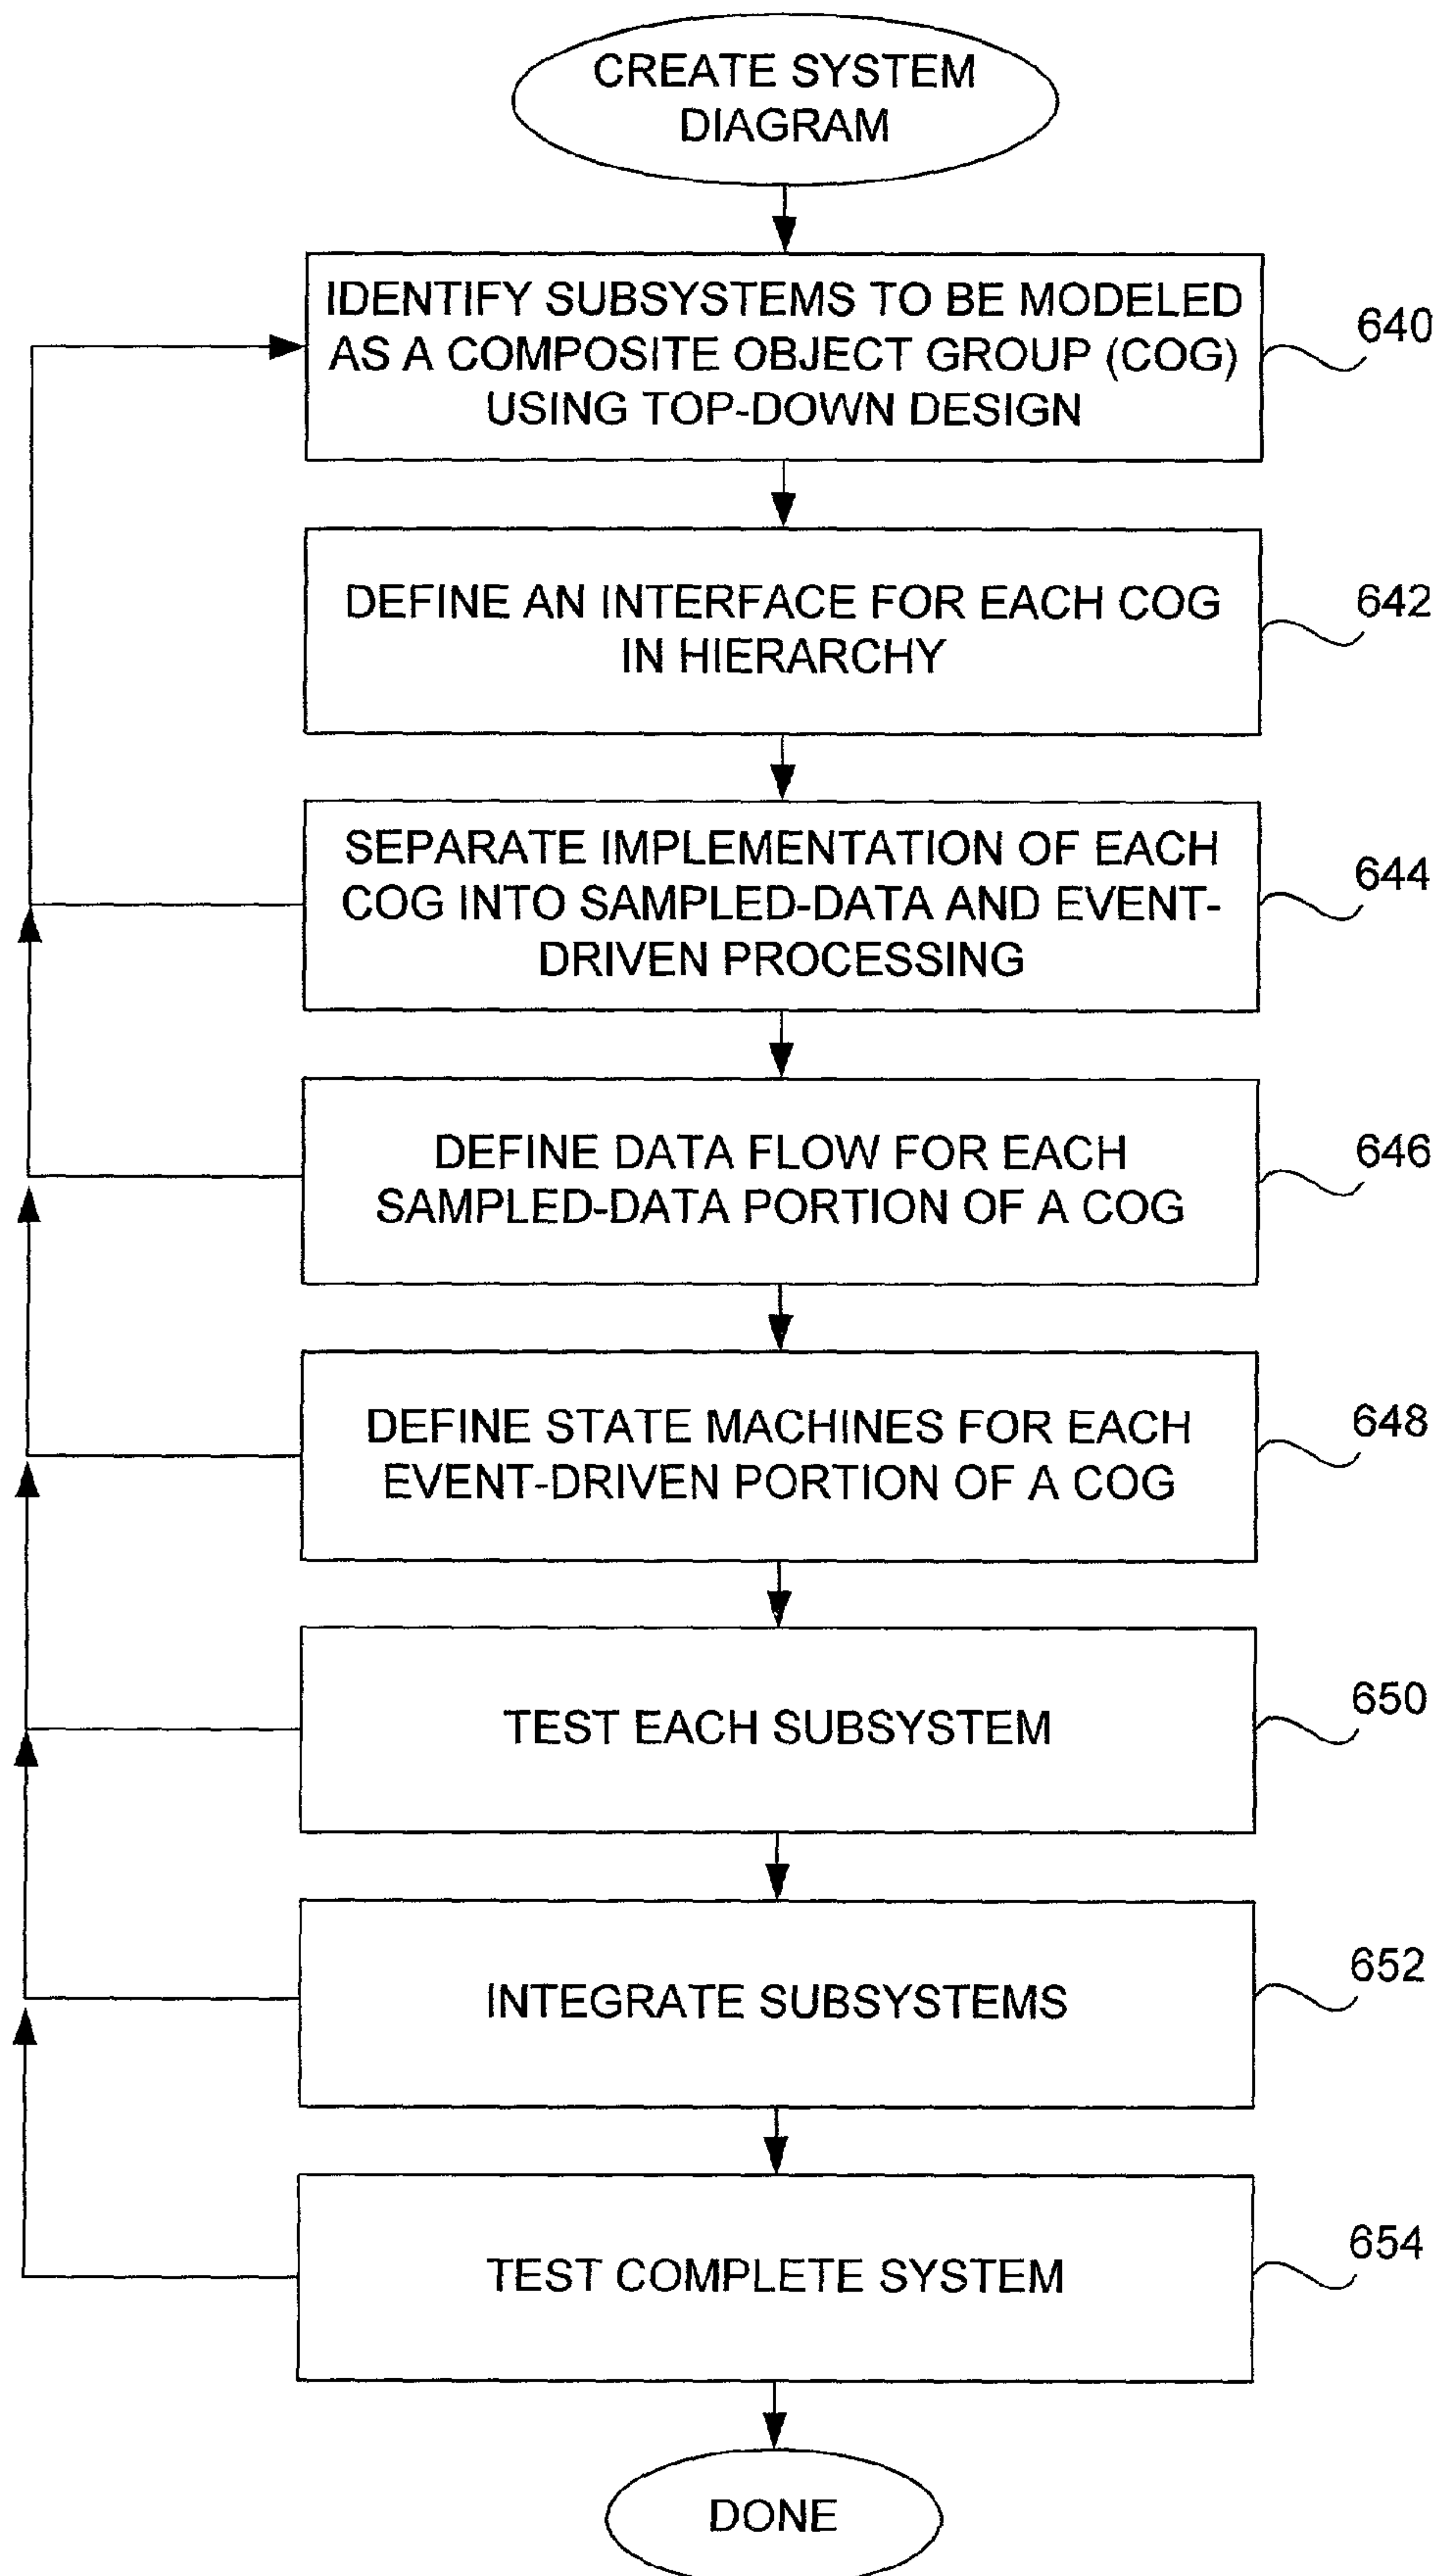 CREATE SYSTEM
DIAGRAM
IDENTIFY SUBSYSTEMS TO BE MODELED
AS A COMPOSITE OBJECT GROUP (COG)
USING TOP-DOWN DESIGN
640
DEFINE AN INTERFACE FOR EACH COG
IN HIERARCHY
642
SEPARATE IMPLEMENTATION OF EACH
COG INTO SAMPLED-DATA AND EVENT-
DRIVEN PROCESSING
644
DEFINE DATA FLOW FOR EACH
SAMPLED-DATA PORTION OF A COG
646
DEFINE STATE MACHINES FOR EACH
EVENT-DRIVEN PORTION OF A COG
648
TEST EACH SUBSYSTEM
650
INTEGRATE SUBSYSTEMS
652
TEST COMPLETE SYSTEM
654
DONE